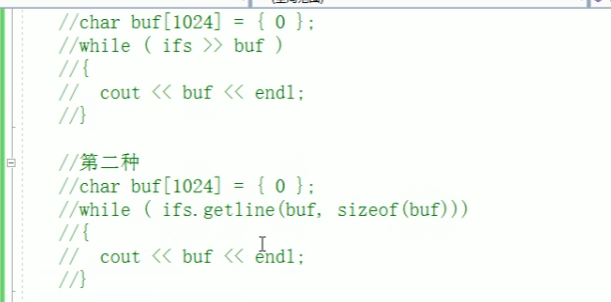 //char buf[1024] = { 0 };
//while ( ifs >> buf )
//{
//  cout << buf << endl;
//}
//第二种
//char buf[1024] = { 0 };
//while ( ifs.getline(buf, sizeof(buf)))
//{
//  cout << buf << endl;
//}